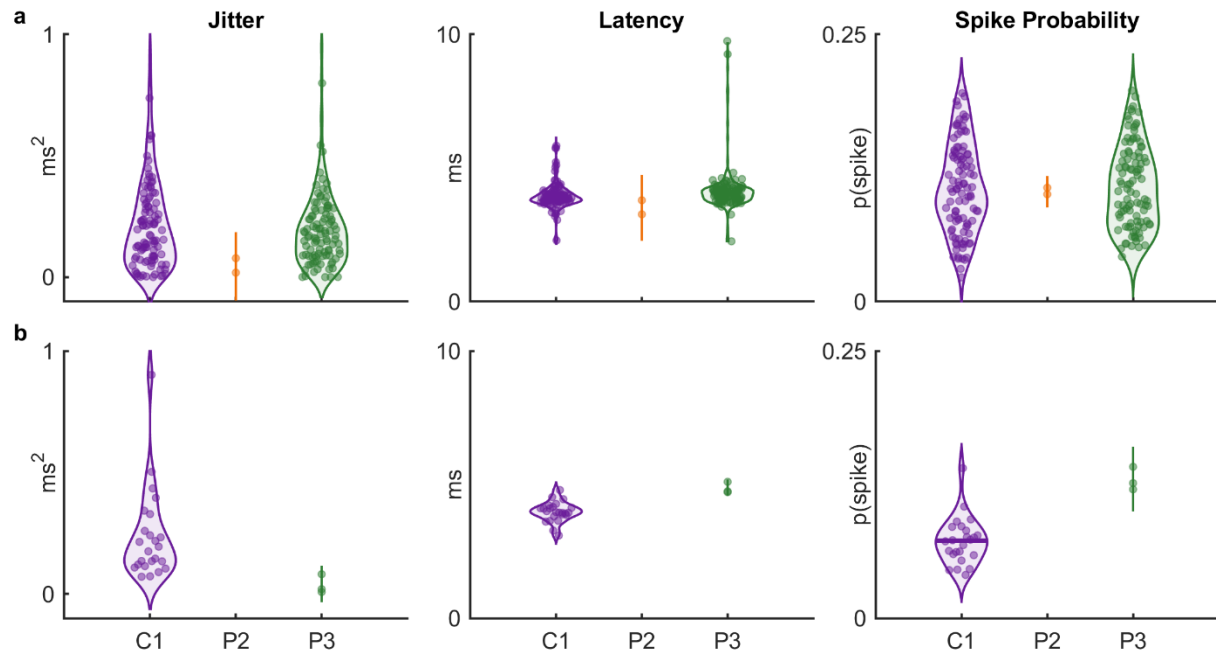 a
Jitter
Latency
Spike Probability
1
0
ms²
10
0
ms
0.25
0
p(spike)
b
1
0
ms²
10
0
ms
0.25
0
p(spike)
C1 P2 P3
C1 P2 P3
C1 P2 P3